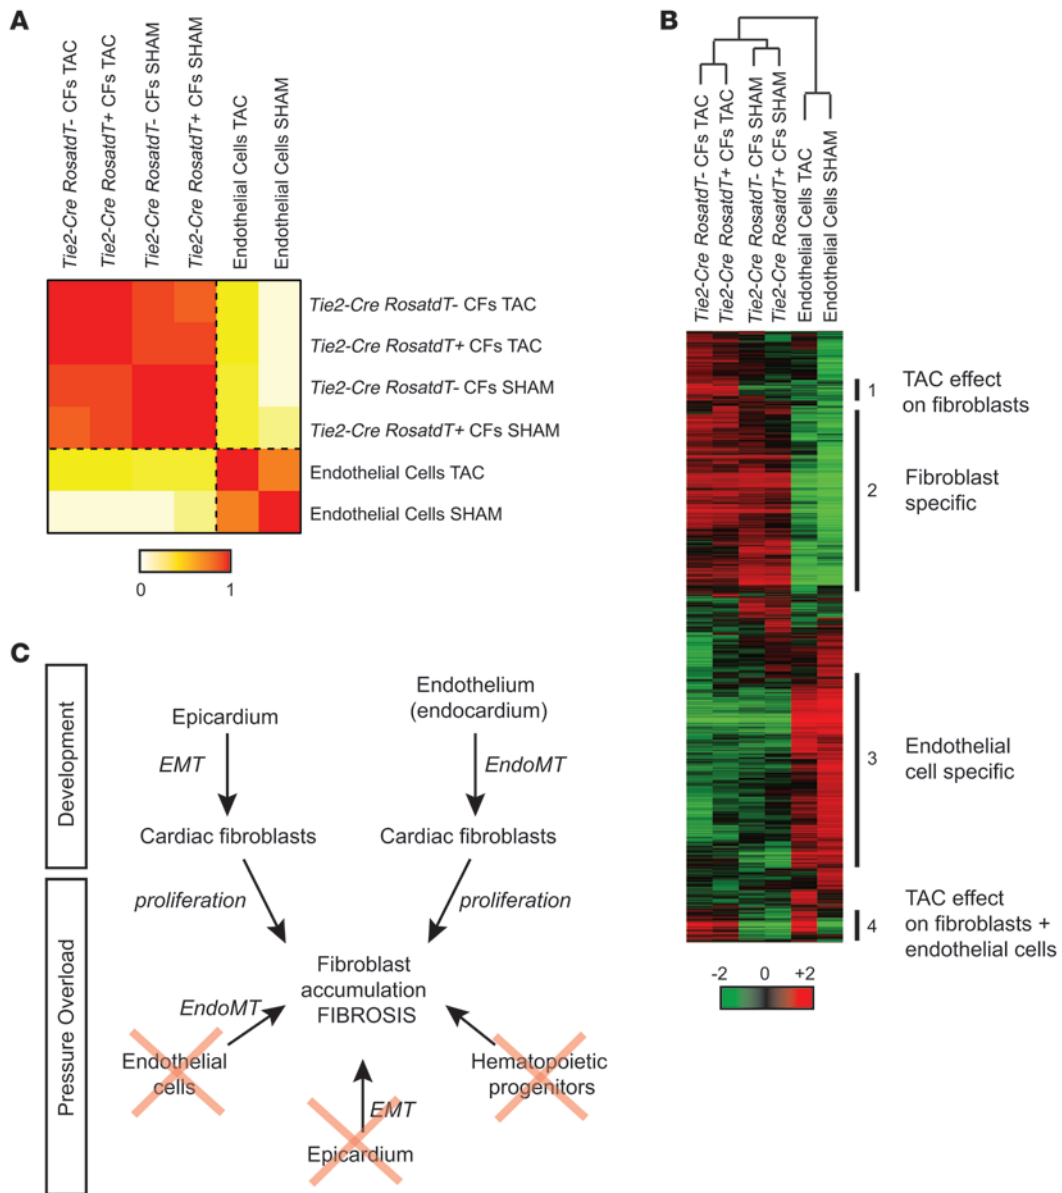 A
Tie2-Cre RosatdT- CFs TAC
Tie2-Cre RosatdT+ CFs TAC
Tie2-Cre RosatdT- CFs SHAM
Tie2-Cre RosatdT+ CFs SHAM
Endothelial Cells TAC
Endothelial Cells SHAM
Tie2-Cre RosatdT- CFs TAC
Tie2-Cre RosatdT+ CFs TAC
Tie2-Cre RosatdT- CFs SHAM
Tie2-Cre RosatdT+ CFs SHAM
Endothelial Cells TAC
Endothelial Cells SHAM
0
1
B
Tie2-Cre RosatdT- CFs TAC
Tie2-Cre RosatdT+ CFs TAC
Tie2-Cre RosatdT- CFs SHAM
Tie2-Cre RosatdT+ CFs SHAM
Endothelial Cells TAC
Endothelial Cells SHAM
1
TAC effect
on fibroblasts
2
Fibroblast
specific
3
Endothelial
cell specific
4
TAC effect
on fibroblasts +
endothelial cells
-2 0 +2
C
Development
Epicardium
EMT
Cardiac fibroblasts
proliferation
Endothelium
(endocardium)
EndoMT
Cardiac fibroblasts
proliferation
Pressure Overload
Fibroblast
accumulation
FIBROSIS
EndoMT
Endothelial
cells
EMT
Epicardium
Hematopoietic
progenitors